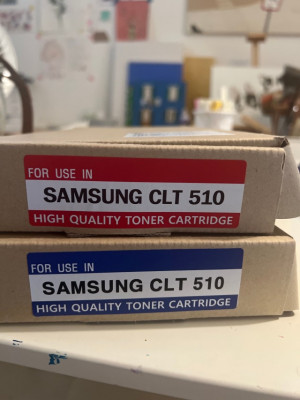 FOR USE IN
SAMSUNG CLT 510
HIGH QUALITY TONER CARTRIDGE
FOR USE IN
SAMSUNG CLT 510
HIGH QUALITY TONER CARTRIDGE